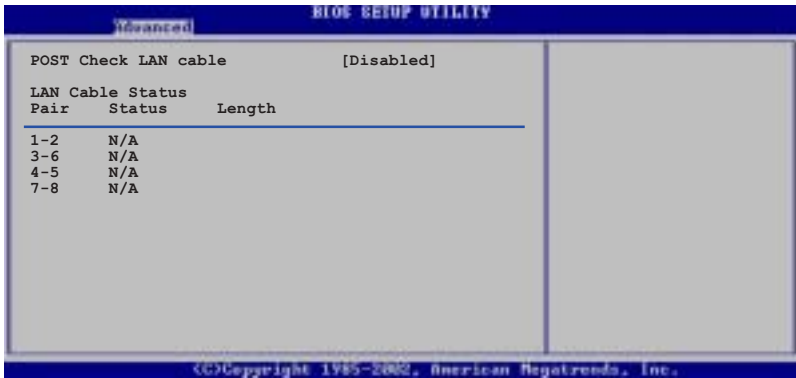 BIOS SETUP UTILITY
Advanced
POST Check LAN cable [Disabled]
LAN Cable Status
Pair Status Length
1-2 N/A
3-6 N/A
4-5 N/A
7-8 N/A
(C)Copyright 1985-2002, American Megatrends, Inc.